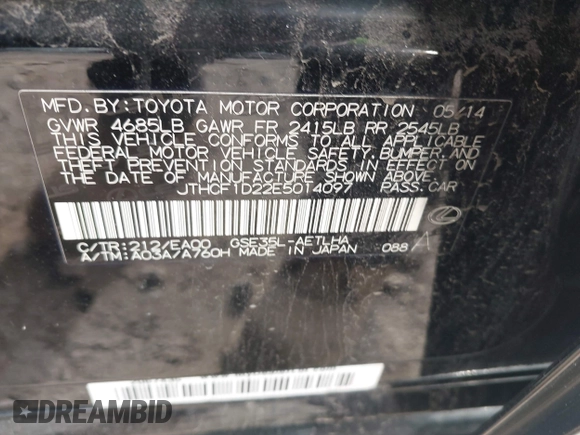 MFD. BY: TOYOTA MOTOR CORPORATION 05/14
GVWR 4685LB GAWR FR 2415LB RR 2545LB
THIS VEHICLE CONFORMS TO ALL APPLICABLE
FEDERAL MOTOR VEHICLE SAFETY, BUMPER, AND
THEFT PREVENTION STANDARDS IN EFFECT ON
THE DATE OF MANUFACTURE SHOWN ABOVE.
JTHCF1D22E5014097 PASS. CAR
C/TR: 212/EA00 GSE35L-AETLHA
A/TM: A03A/A760H MADE IN JAPAN 088 A
DREAMBID